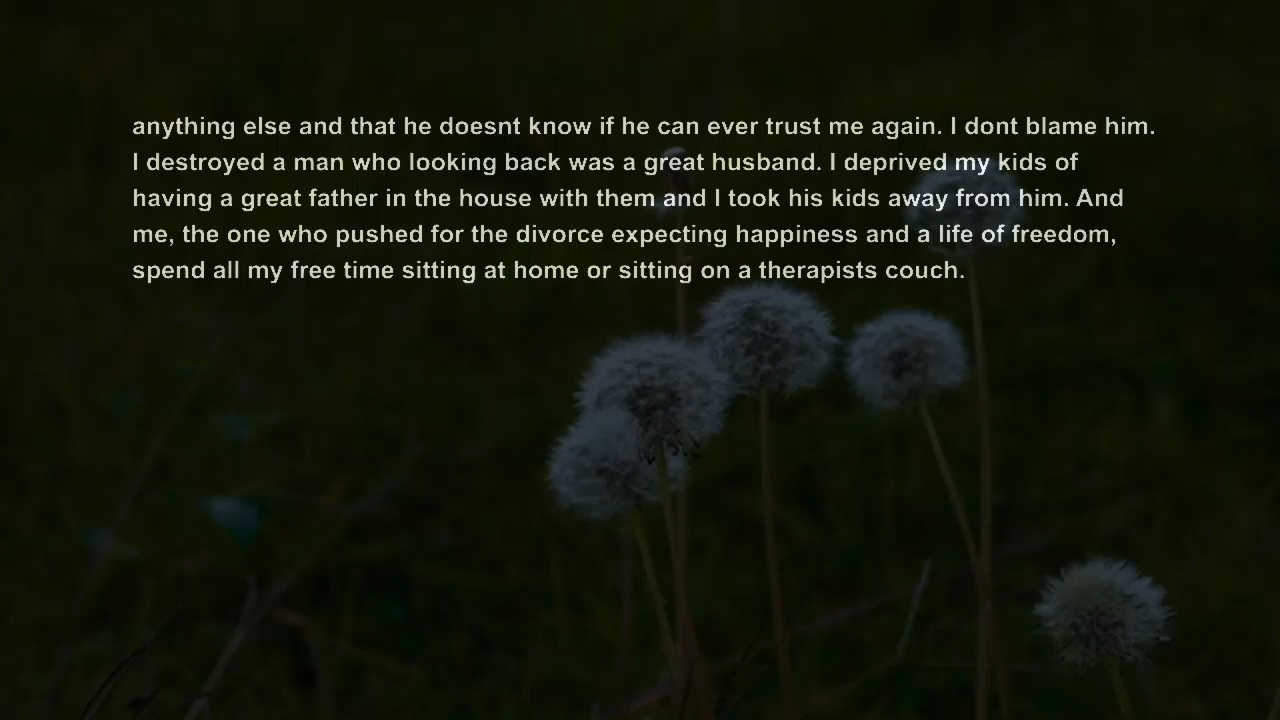 anything else and that he doesnt know if he can ever trust me again. I dont blame him.
I destroyed a man who looking back was a great husband. I deprived my kids of
having a great father in the house with them and I took his kids away from him. And
me, the one who pushed for the divorce expecting happiness and a life of freedom,
spend all my free time sitting at home or sitting on a therapists couch.